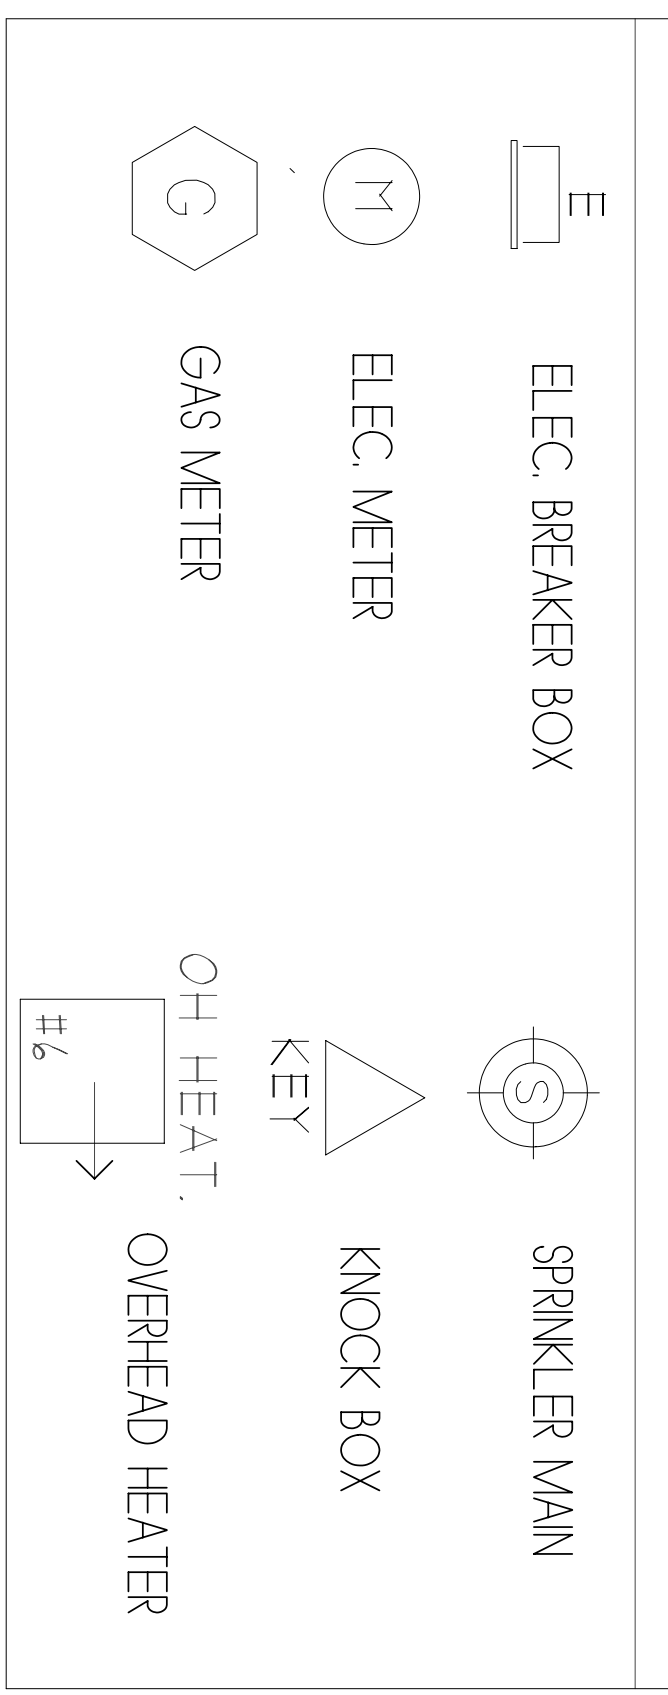 E
ELEC. BREAKER BOX
S
SPRINKLER MAIN
M
ELEC. METER
KEY
KNOCK BOX
G
GAS METER
OH HEAT.
#6
OVERHEAD HEATER